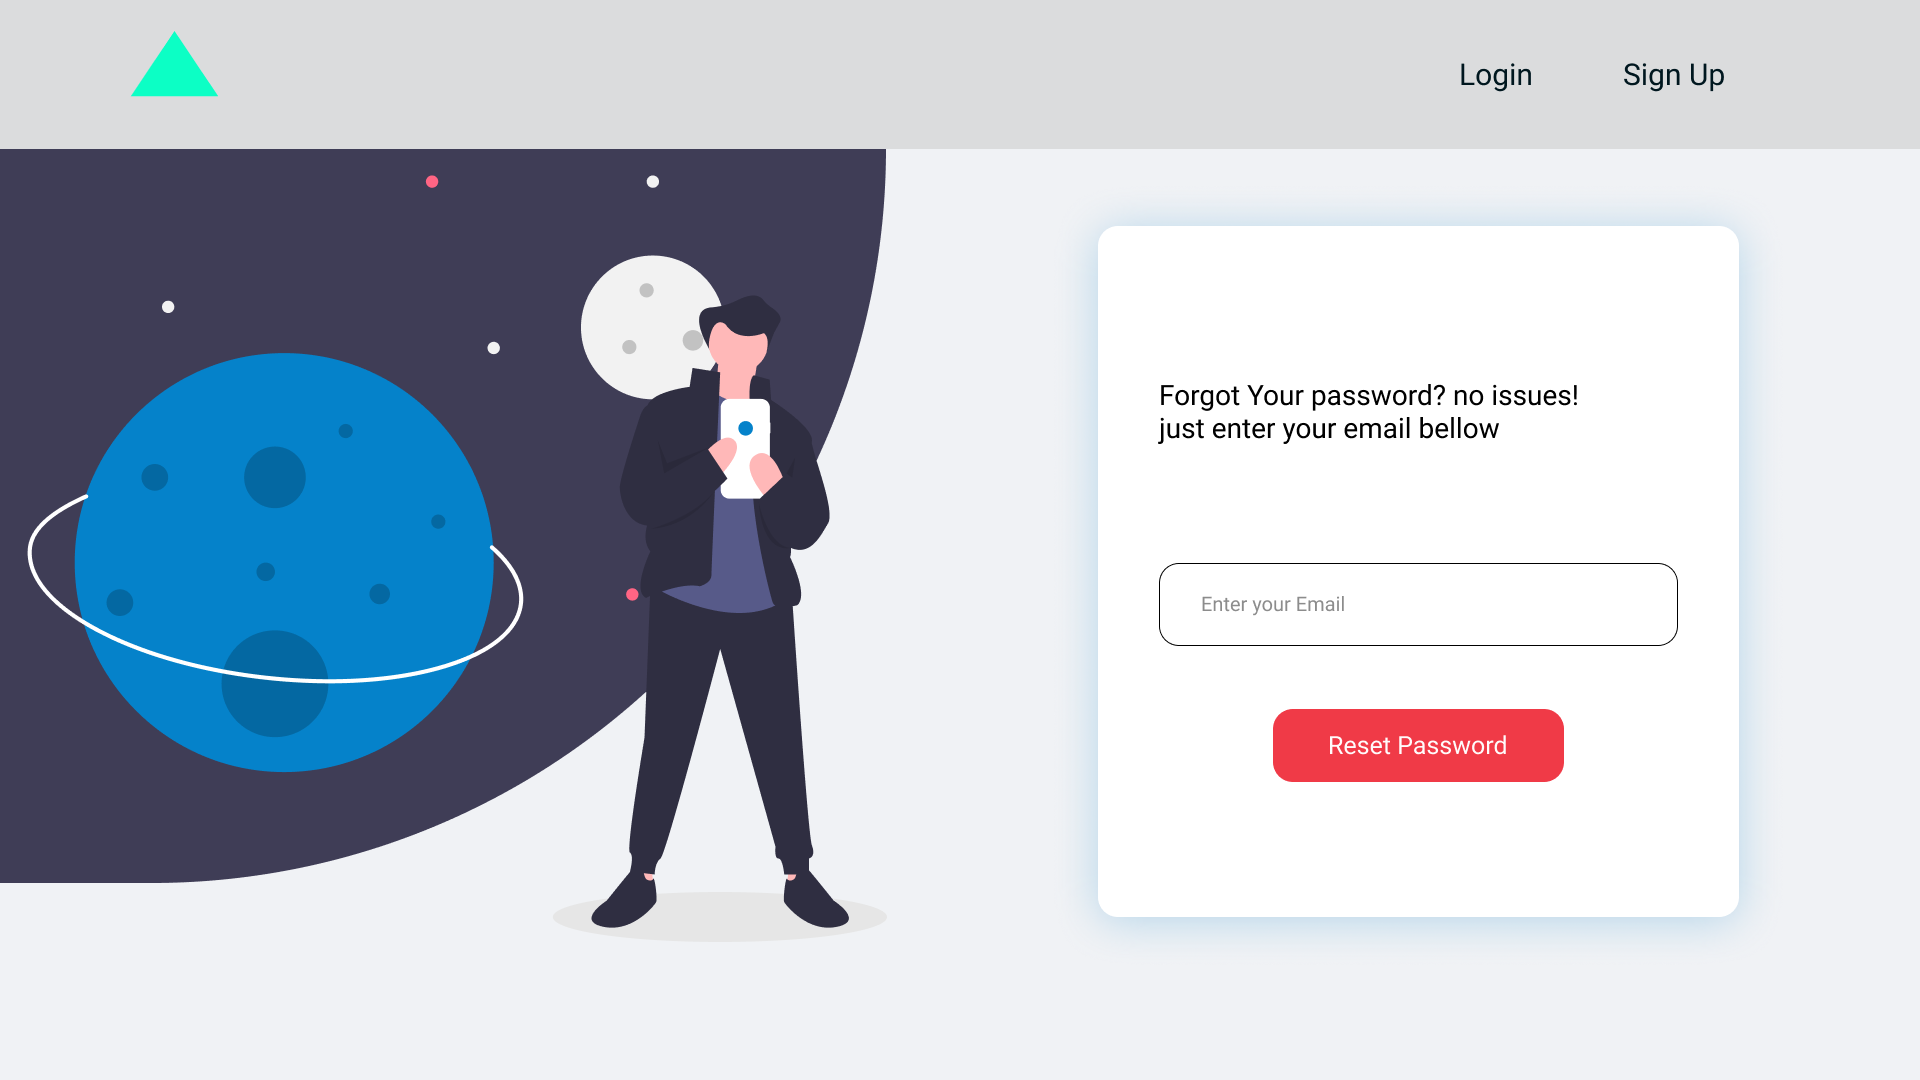 Login
Sign Up
Forgot Your password? no issues!
just enter your email bellow
Enter your Email
Reset Password